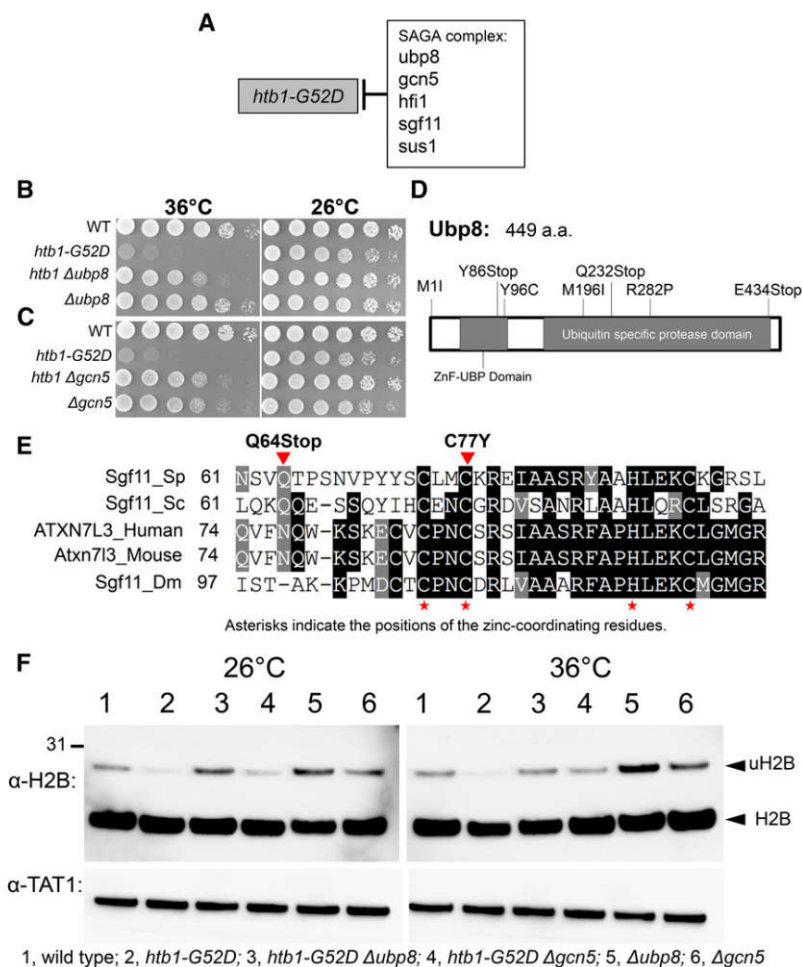 A
SAGA complex:
ubp8
gcn5
hfi1
sgf11
sus1
htb1-G52D
B
36°C
26°C
WT
htb1-G52D
htb1 Δubp8
Δubp8
C
WT
htb1-G52D
htb1 Δgcn5
Δgcn5
D
Ubp8: 449 a.a.
Y86Stop
Q232Stop
M1I
Y96C
M196I
R282P
E434Stop
Ubiquitin specific protease domain
ZnF-UBP Domain
E
Q64Stop
C77Y
Sgf11_Sp 61 NSVQTPSNVPYYSCLMCKREIAASRYAAHLEKCKGRSL
Sgf11_Sc 61 LQKQQE-SSQYIHCENCGRDVSANRLAAHLQRCLSRGA
ATXN7L3_Human 74 QVFNQW-KSKECVCPNCSRSIAASRFAPHLEKCLGMGR
Atxn7l3_Mouse 74 QVFNQW-KSKECVCPNCSRSIAASRFAPHLEKCLGMGR
Sgf11_Dm 97 IST-AK-KPMDCTCPNCDRLVAAARFAPHLEKCMGMGR
Asterisks indicate the positions of the zinc-coordinating residues.
F
26°C
36°C
1 2 3 4 5 6
1 2 3 4 5 6
31
α-H2B:
uH2B
H2B
α-TAT1:
1, wild type; 2, htb1-G52D; 3, htb1-G52D Δubp8; 4, htb1-G52D Δgcn5; 5, Δubp8; 6, Δgcn5